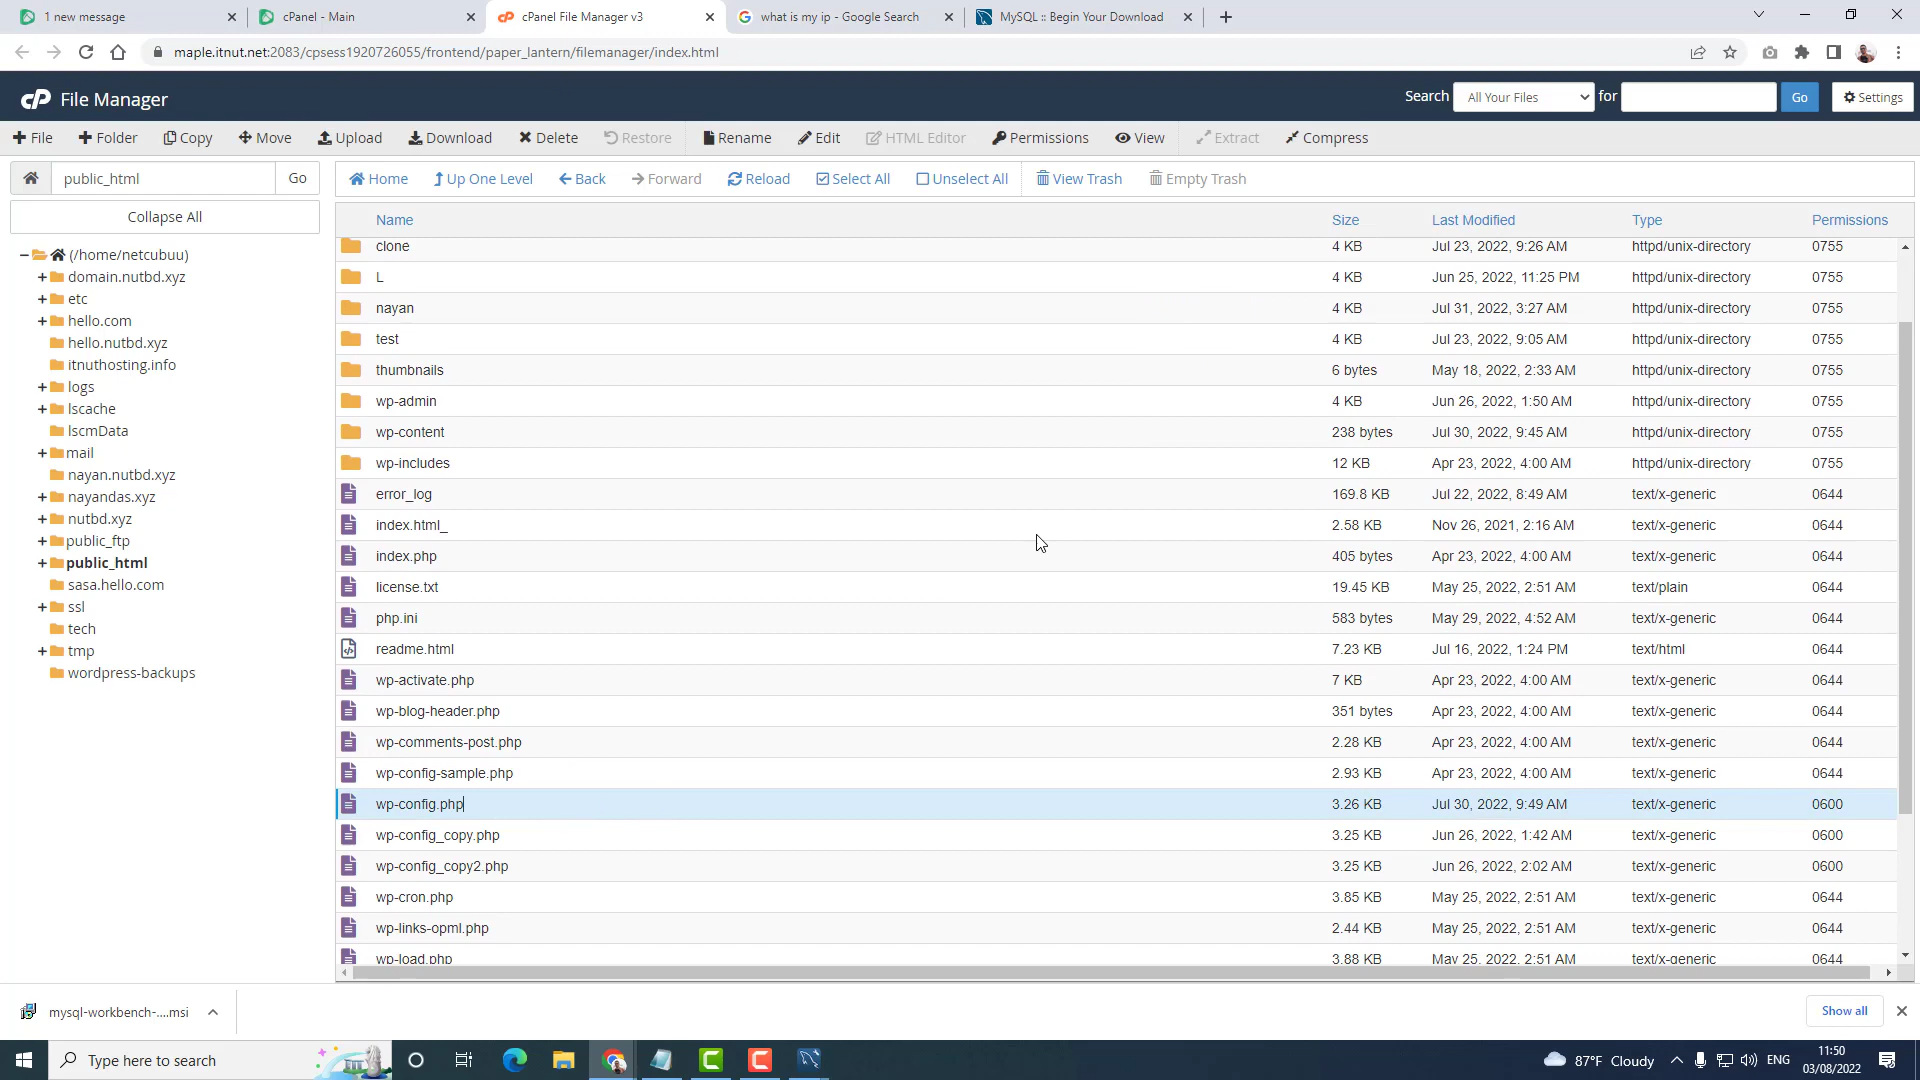 1 new message
cPanel - Main
cPanel File Manager v3
what is my ip - Google Search
MySQL :: Begin Your Download
maple.itnut.net:2083/cpsess1920726055/frontend/paper_lantern/filemanager/index.html
cP File Manager
Search All Your Files for Go Settings
File Folder Copy Move Upload Download Delete Restore Rename Edit HTML Editor Permissions View Extract Compress
public_html Go
Home Up One Level Back Forward Reload Select All Unselect All View Trash Empty Trash
Collapse All
(/home/netcubuu)
domain.nutbd.xyz
etc
hello.com
hello.nutbd.xyz
itnuthosting.info
logs
lscache
lscmData
mail
nayan.nutbd.xyz
nayandas.xyz
nutbd.xyz
public_ftp
public_html
sasa.hello.com
ssl
tech
tmp
wordpress-backups
Name Size Last Modified Type Permissions
clone 4 KB Jul 23, 2022, 9:26 AM httpd/unix-directory 0755
L 4 KB Jun 25, 2022, 11:25 PM httpd/unix-directory 0755
nayan 4 KB Jul 31, 2022, 3:27 AM httpd/unix-directory 0755
test 4 KB Jul 23, 2022, 9:05 AM httpd/unix-directory 0755
thumbnails 6 bytes May 18, 2022, 2:33 AM httpd/unix-directory 0755
wp-admin 4 KB Jun 26, 2022, 1:50 AM httpd/unix-directory 0755
wp-content 238 bytes Jul 30, 2022, 9:45 AM httpd/unix-directory 0755
wp-includes 12 KB Apr 23, 2022, 4:00 AM httpd/unix-directory 0755
error_log 169.8 KB Jul 22, 2022, 8:49 AM text/x-generic 0644
index.html_ 2.58 KB Nov 26, 2021, 2:16 AM text/x-generic 0644
index.php 405 bytes Apr 23, 2022, 4:00 AM text/x-generic 0644
license.txt 19.45 KB May 25, 2022, 2:51 AM text/plain 0644
php.ini 583 bytes May 29, 2022, 4:52 AM text/x-generic 0644
readme.html 7.23 KB Jul 16, 2022, 1:24 PM text/html 0644
wp-activate.php 7 KB Apr 23, 2022, 4:00 AM text/x-generic 0644
wp-blog-header.php 351 bytes Apr 23, 2022, 4:00 AM text/x-generic 0644
wp-comments-post.php 2.28 KB Apr 23, 2022, 4:00 AM text/x-generic 0644
wp-config-sample.php 2.93 KB Apr 23, 2022, 4:00 AM text/x-generic 0644
wp-config.php 3.26 KB Jul 30, 2022, 9:49 AM text/x-generic 0600
wp-config_copy.php 3.25 KB Jun 26, 2022, 1:42 AM text/x-generic 0600
wp-config_copy2.php 3.25 KB Jun 26, 2022, 2:02 AM text/x-generic 0600
wp-cron.php 3.85 KB May 25, 2022, 2:51 AM text/x-generic 0644
wp-links-opml.php 2.44 KB May 25, 2022, 2:51 AM text/x-generic 0644
wp-load.php 3.88 KB May 25, 2022, 2:51 AM text/x-generic 0644
mysql-workbench-....msi
Show all
Type here to search
87°F Cloudy
ENG
11:50
03/08/2022